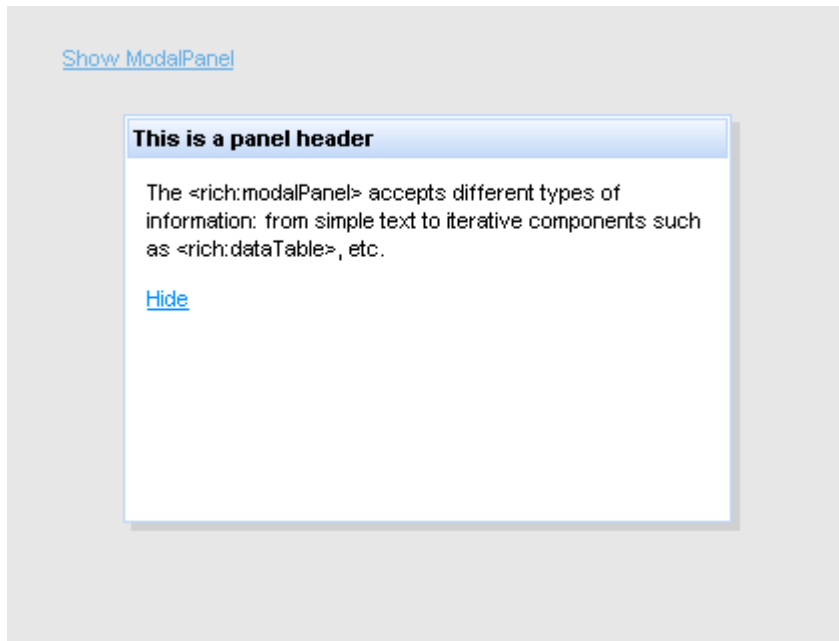 Show ModalPanel
This is a panel header
The <rich:modalPanel> accepts different types of
information: from simple text to iterative components such
as <rich:dataTable>, etc.
Hide